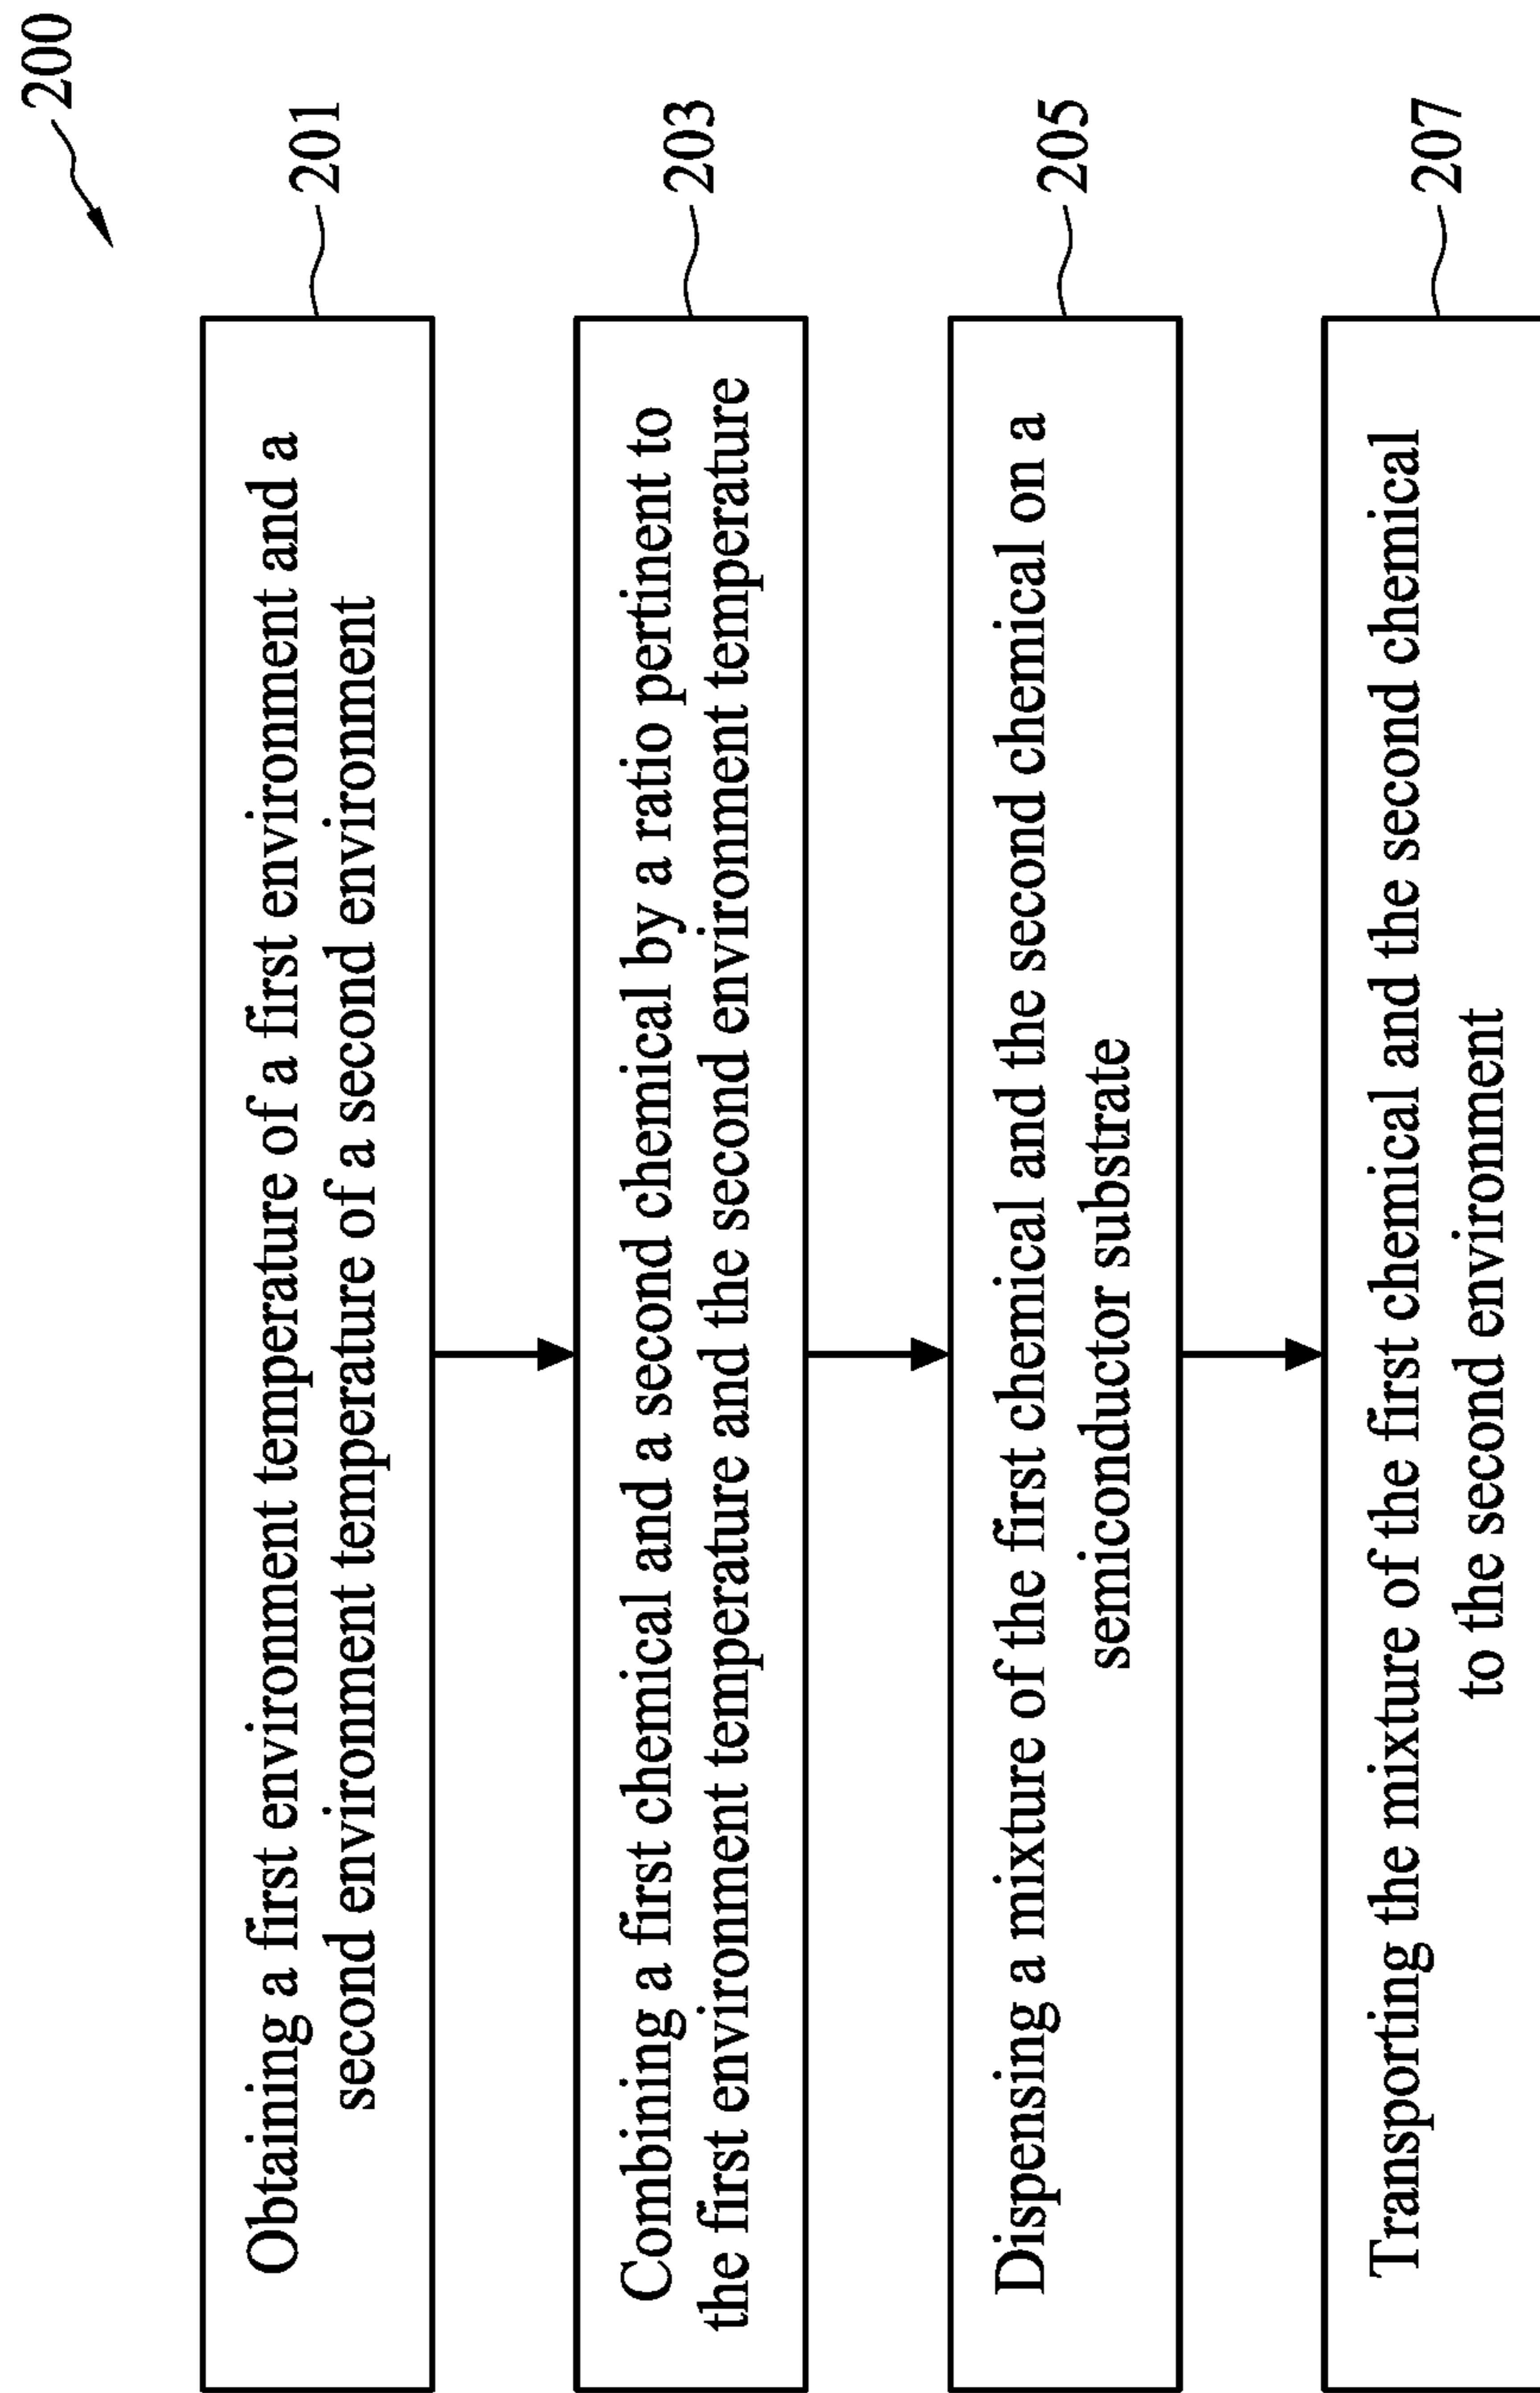 200
Obtaining a first environment temperature of a first environment and a
second environment temperature of a second environment
201
Combining a first chemical and a second chemical by a ratio pertinent to
the first environment temperature and the second environment temperature
203
Dispensing a mixture of the first chemical and the second chemical on a
semiconductor substrate
205
Transporting the mixture of the first chemical and the second chemical
to the second environment
207